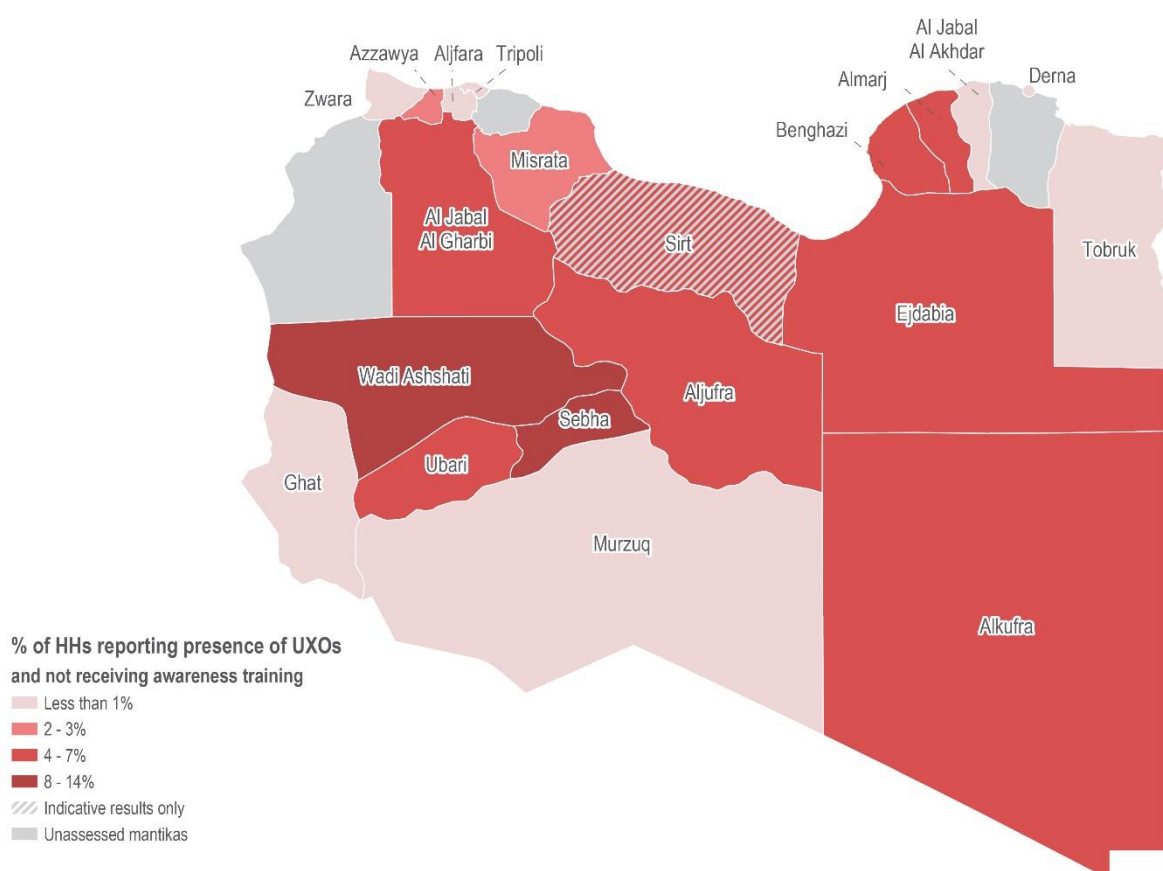 Al Jabal
Al Akhdar
Azzawya
Aljfara
Tripoli
Derna
Almarj
Zwara
Benghazi
Misrata
Al Jabal
Al Gharbi
Sirt
Tobruk
Ejdabia
Wadi Ashshati
Aljufra
Sebha
Ubari
Ghat
Murzuq
Alkufra
% of HHs reporting presence of UXOs
and not receiving awareness training
Less than 1%
2 - 3%
4 - 7%
8 - 14%
Indicative results only
Unassessed mantikas